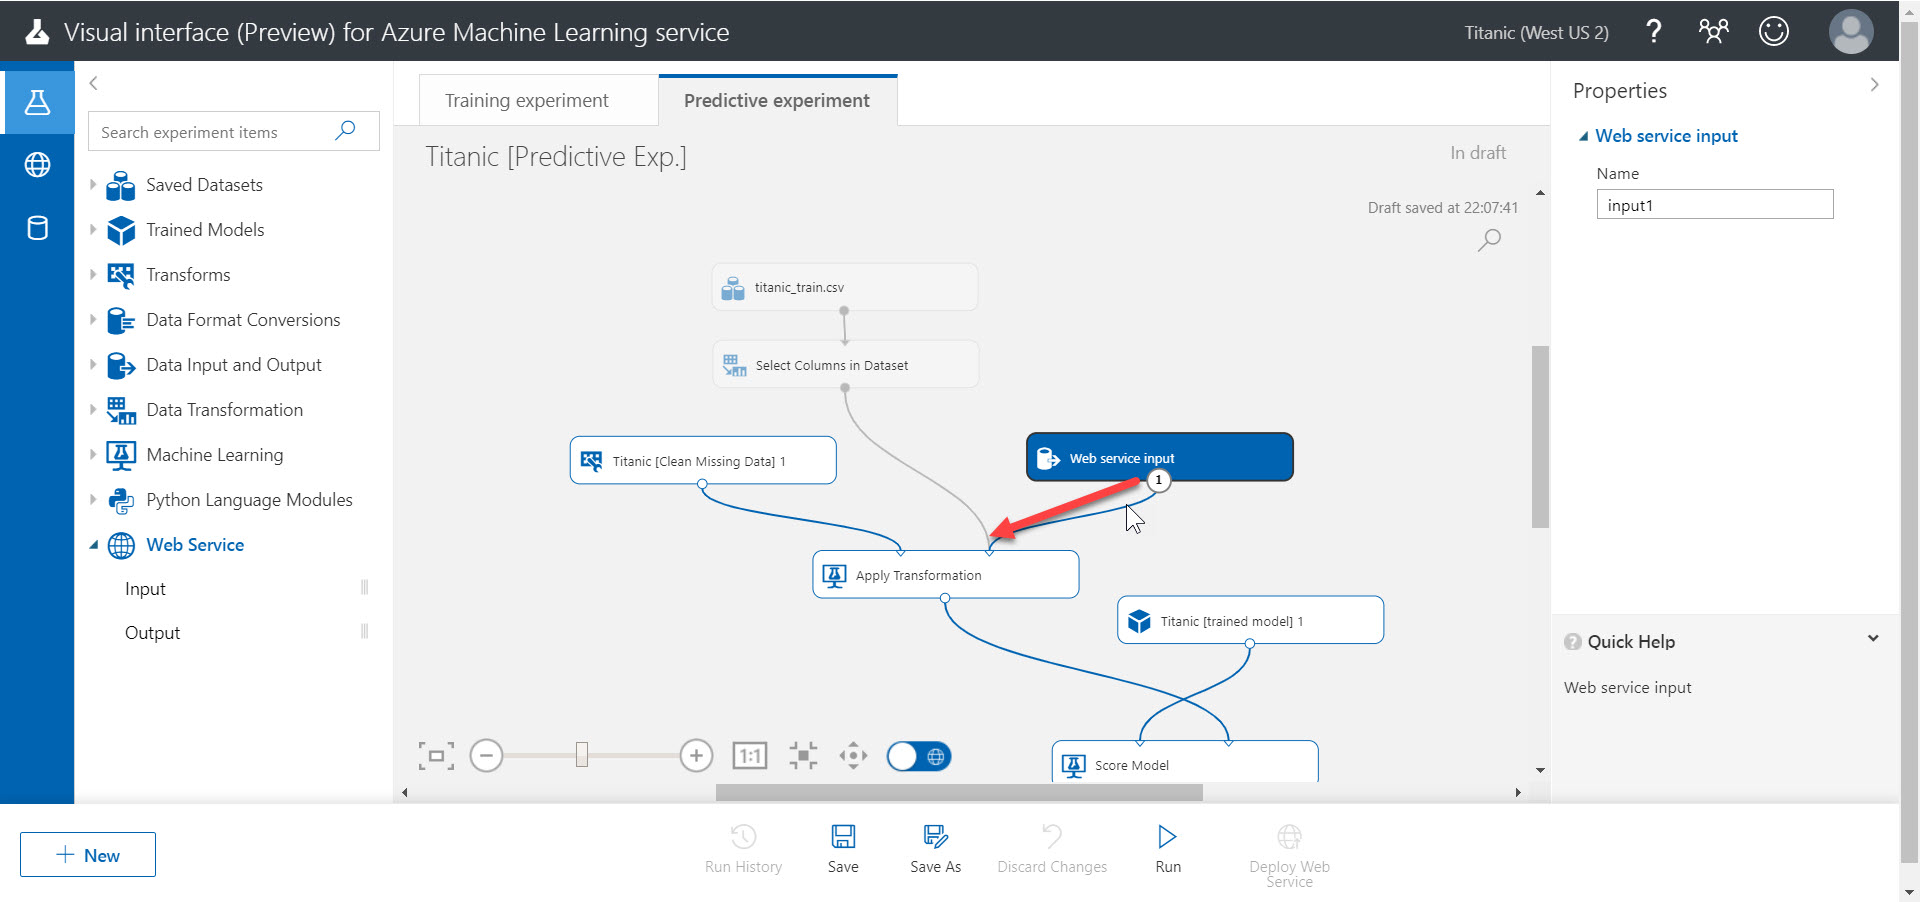 Visual interface (Preview) for Azure Machine Learning service
Titanic (West US 2)
?
Search experiment items
Saved Datasets
Trained Models
Transforms
Data Format Conversions
Data Input and Output
Data Transformation
Machine Learning
Python Language Modules
Web Service
Input
Output
Training experiment
Predictive experiment
Titanic [Predictive Exp.]
In draft
Draft saved at 22:07:41
titanic_train.csv
Select Columns in Dataset
Titanic [Clean Missing Data] 1
Web service input
1
Apply Transformation
Titanic [trained model] 1
Score Model
1:1
Properties
Web service input
Name
input1
? Quick Help
Web service input
+ New
Run History
Save
Save As
Discard Changes
Run
Deploy Web
Service